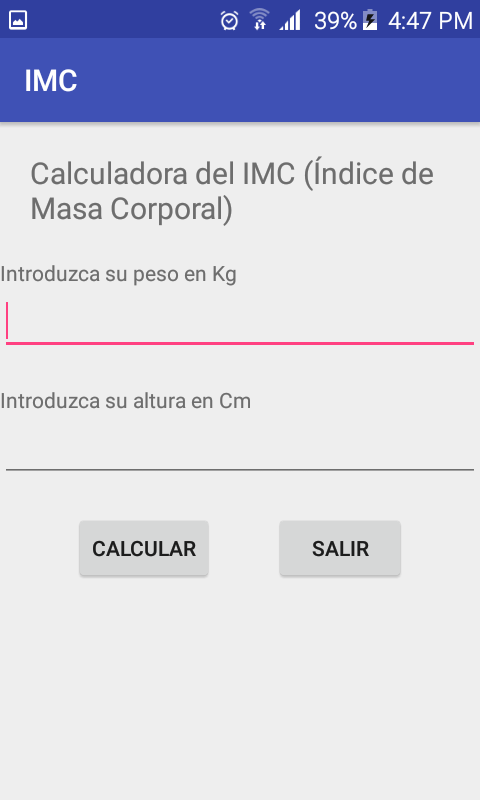 39% 4:47 PM
IMC
Calculadora del IMC (Índice de
Masa Corporal)
Introduzca su peso en Kg
Introduzca su altura en Cm
CALCULAR SALIR